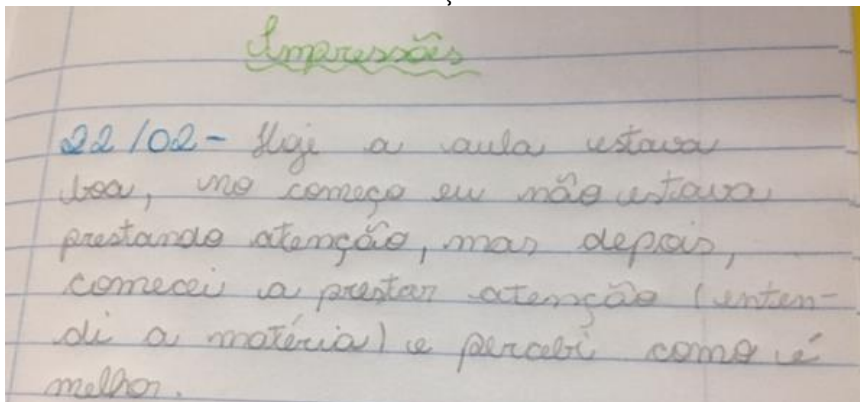 Impressões
22/02 - Hoje a aula estava
boa, no começo eu não estava
prestando atenção, mas depois,
comecei a prestar atenção (enten-
di a matéria) e percebi como é
melhor.